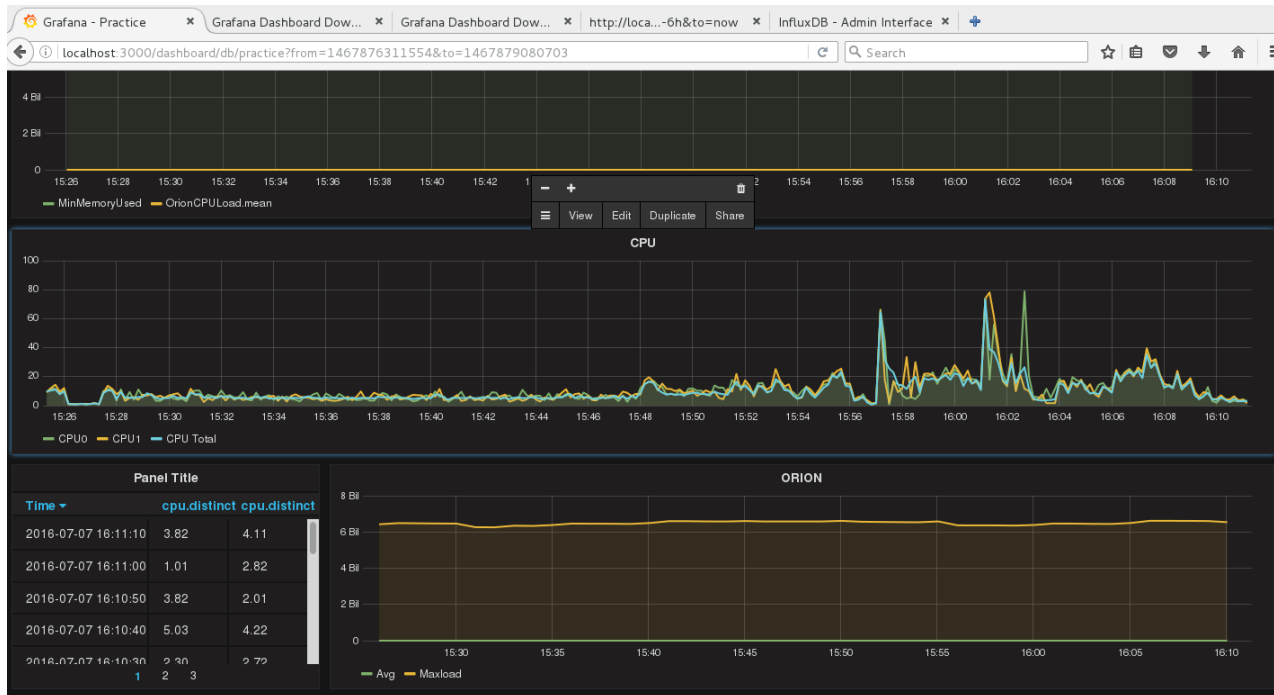 Grafana - Practice × Grafana Dashboard Dow... × Grafana Dashboard Dow... × http://loca...-6h&to=now × InfluxDB - Admin Interface ×
localhost:3000/dashboard/db/practice?from=1467876311554&to=1467879080703 Search
4 Bil
2 Bil
0
15:26 15:28 15:30 15:32 15:34 15:36 15:38 15:40 15:42 15:54 15:56 15:58 16:00 16:02 16:04 16:06 16:08 16:10
MinMemoryUsed OrionCPULoad.mean
View Edit Duplicate Share
CPU
100
80
60
40
20
0
15:26 15:28 15:30 15:32 15:34 15:36 15:38 15:40 15:42 15:44 15:46 15:48 15:50 15:52 15:54 15:56 15:58 16:00 16:02 16:04 16:06 16:08 16:10
CPU0 CPU1 CPU Total
Panel Title
Time cpu.distinct cpu.distinct
2016-07-07 16:11:10 3.82 4.11
2016-07-07 16:11:00 1.01 2.82
2016-07-07 16:10:50 3.82 2.01
2016-07-07 16:10:40 5.03 4.22
2016-07-07 16:10:30 2.30 2.72
1 2 3
ORION
8 Bil
6 Bil
4 Bil
2 Bil
0
15:30 15:35 15:40 15:45 15:50 15:55 16:00 16:05 16:10
Avg Maxload